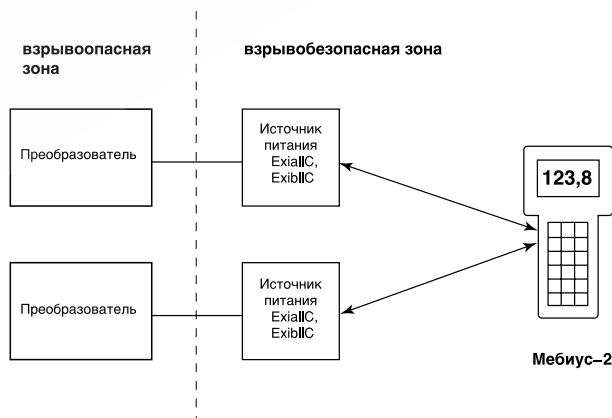 взрывоопасная
зона
взрывобезопасная зона
Преобразователь
Источник
питания
ExiaIIC,
ExibIIC
123,8
Преобразователь
Источник
питания
ExiaIIC,
ExibIIC
Мебиус–2